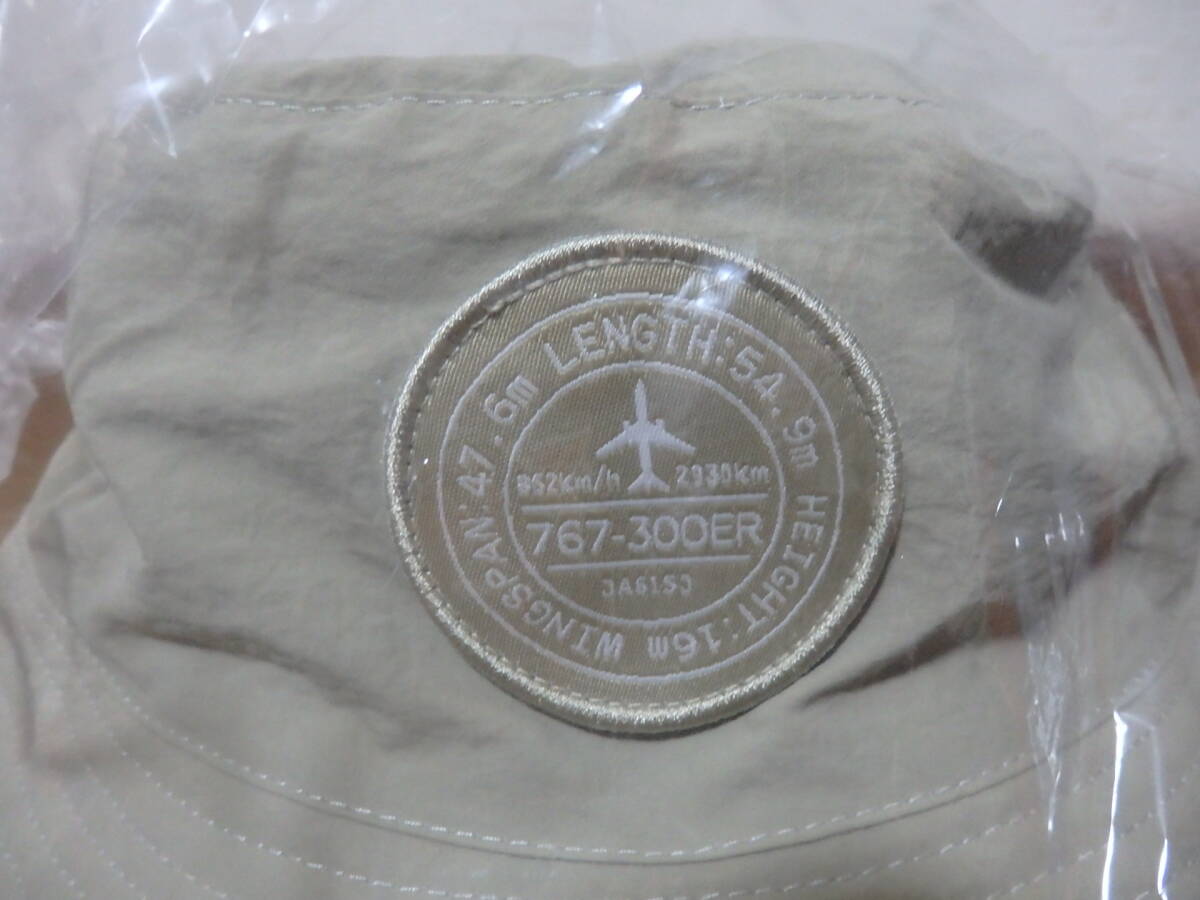 LENGTH:54.9m HEIGHT:16m WINGSPAN:47.6m
852Km/h 2930Km
767-300ER
JA615J